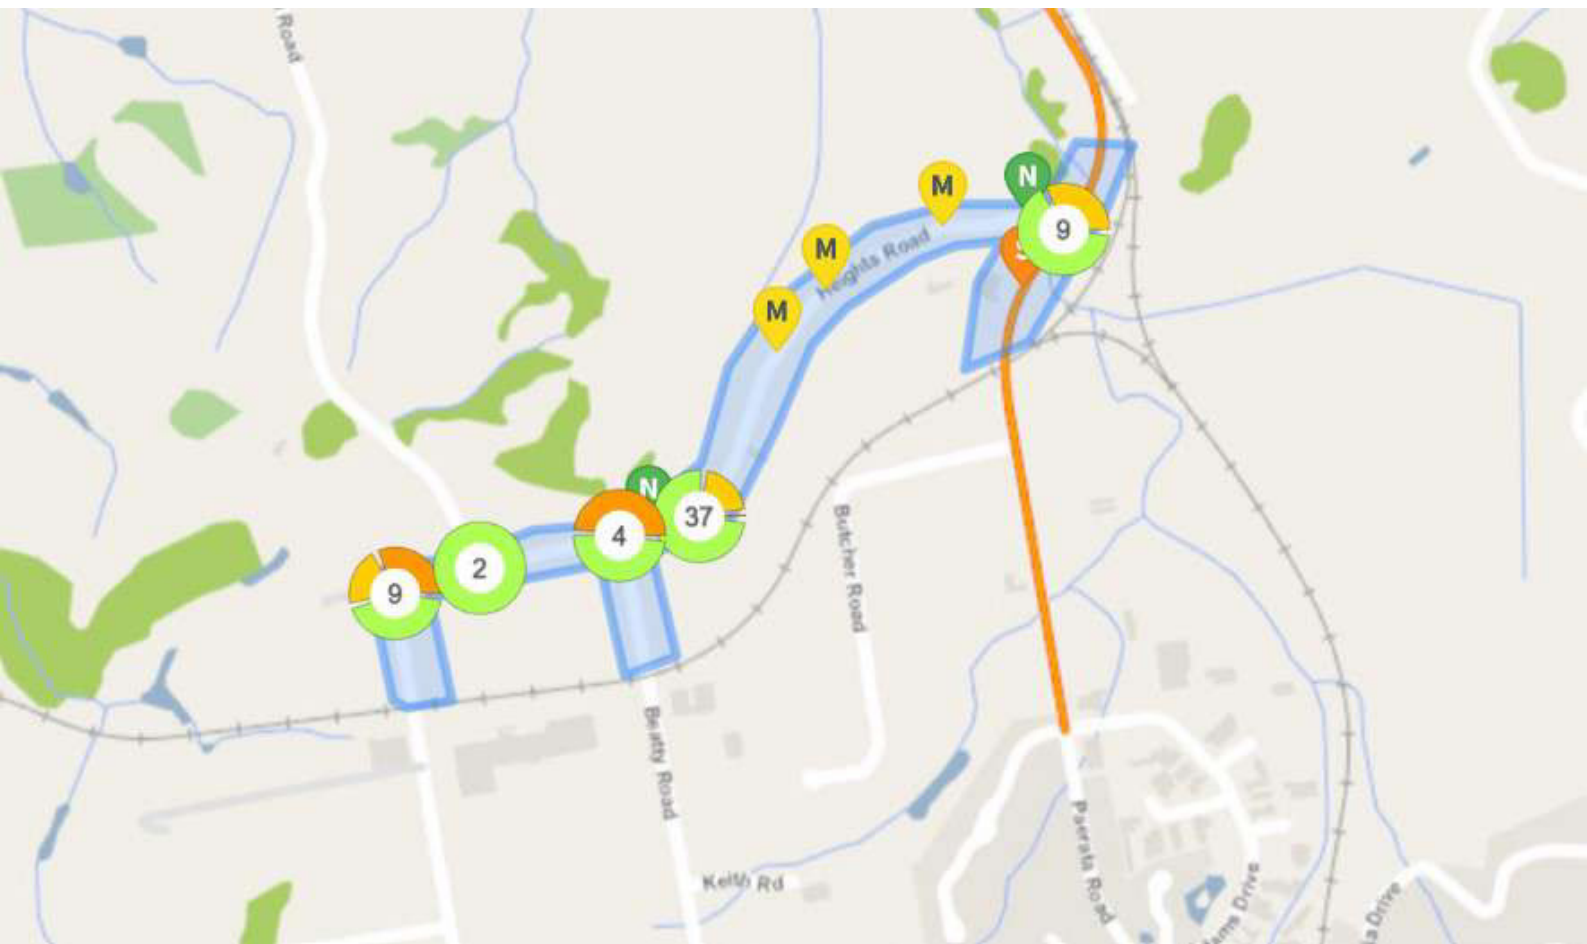 Road
N
M
9
M
Heights Road
M
N
37
4
2
9
Butcher Road
Beatty Road
Keith Rd
Paerata Road
Drive
Drive